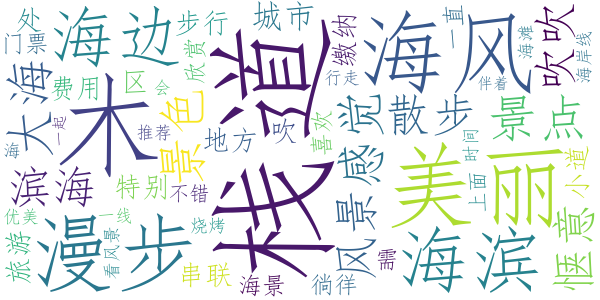 处
门票
海边
步行
城市
缴纳
海风
一直
海滩
吹吹
海岸线
费用
区
欣赏
会
道
行走
伴着
大海
木
一起
海
推荐
景色
地方
吹
喜欢
觉
散步
景点
时间
滨海
特别
不错
栈
感
美丽
上面
小道
优美
一线
漫步
烧烤
风景
惬意
旅游
看风景
串联
海景
徜徉
需
海滨